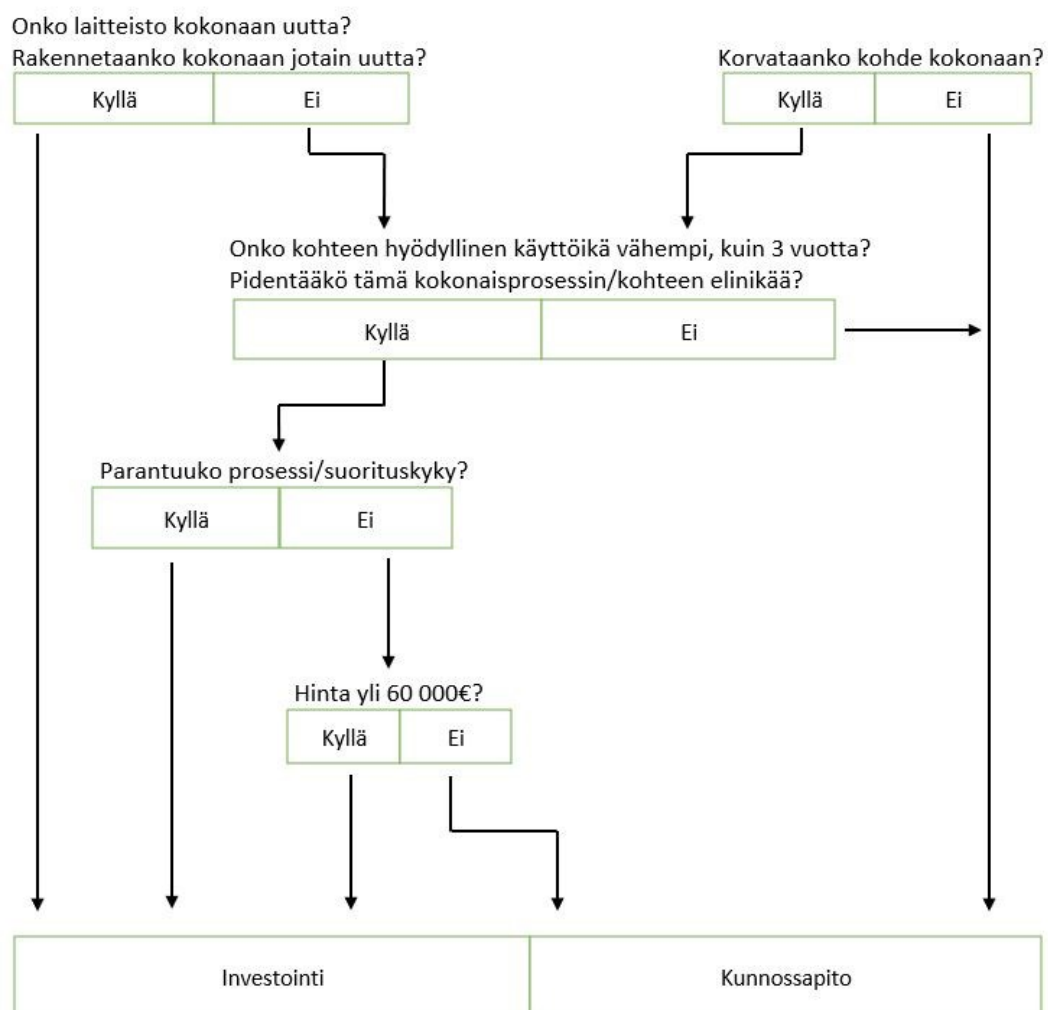 Onko laitteisto kokonaan uutta?
Rakennetaanko kokonaan jotain uutta?
Kyllä Ei
Korvataanko kohde kokonaan?
Kyllä Ei
Onko kohteen hyödyllinen käyttöikä vähempi, kuin 3 vuotta?
Pidentääkö tämä kokonaisprosessin/kohteen elinikää?
Kyllä Ei
Parantuuko prosessi/suorituskyky?
Kyllä Ei
Hinta yli 60 000€?
Kyllä Ei
Investointi Kunnossapito